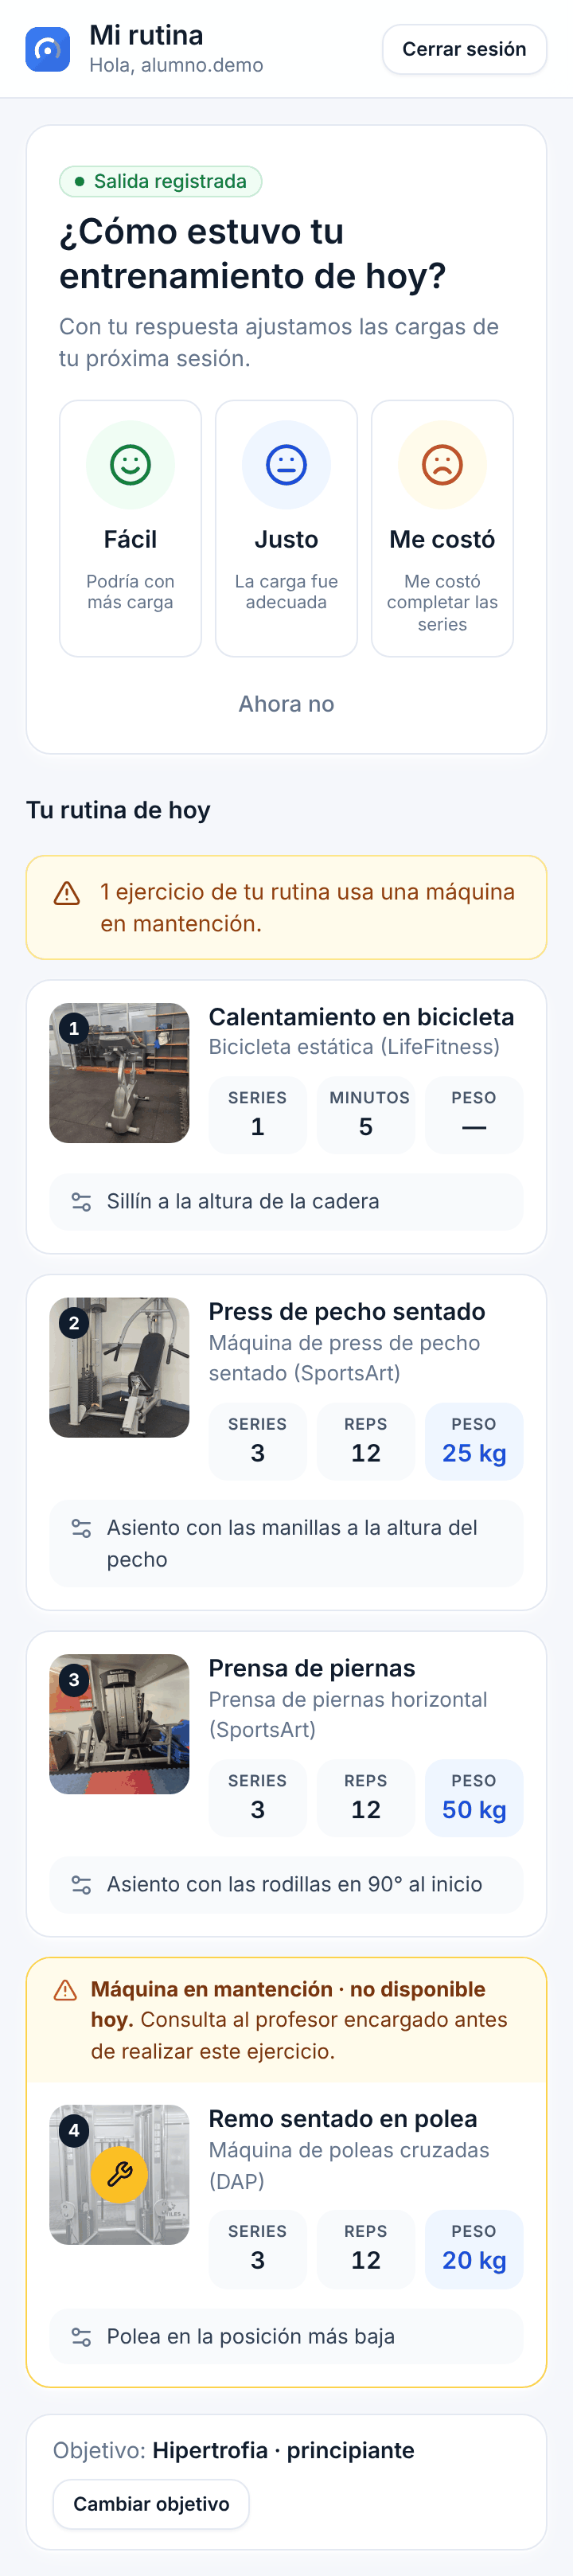 Mi rutina
Hola, alumno.demo
Cerrar sesión
Salida registrada
¿Cómo estuvo tu
entrenamiento de hoy?
Con tu respuesta ajustamos las cargas de
tu próxima sesión.
Fácil
Podría con
más carga
Justo
La carga fue
adecuada
Me costó
Me costó
completar las
series
Ahora no
Tu rutina de hoy
1 ejercicio de tu rutina usa una máquina
en mantención.
1
Calentamiento en bicicleta
Bicicleta estática (LifeFitness)
SERIES
1
MINUTOS
5
PESO
—
Sillín a la altura de la cadera
2
Press de pecho sentado
Máquina de press de pecho
sentado (SportsArt)
SERIES
3
REPS
12
PESO
25 kg
Asiento con las manillas a la altura del
pecho
3
Prensa de piernas
Prensa de piernas horizontal
(SportsArt)
SERIES
3
REPS
12
PESO
50 kg
Asiento con las rodillas en 90° al inicio
Máquina en mantención · no disponible
hoy. Consulta al profesor encargado antes
de realizar este ejercicio.
4
Remo sentado en polea
Máquina de poleas cruzadas
(DAP)
SERIES
3
REPS
12
PESO
20 kg
Polea en la posición más baja
Objetivo: Hipertrofia · principiante
Cambiar objetivo